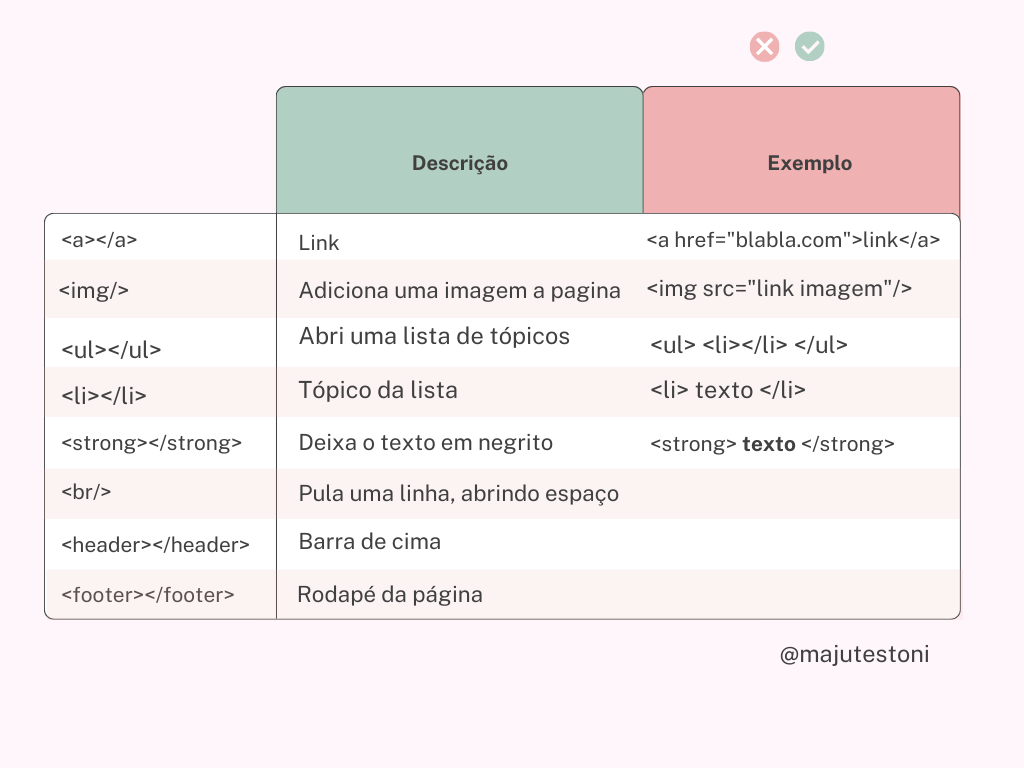 Descrição Exemplo
<a></a> Link <a href="blabla.com">link</a>
<img/> Adiciona uma imagem a pagina <img src="link imagem"/>
<ul></ul> Abri uma lista de tópicos <ul> <li></li> </ul>
<li></li> Tópico da lista <li> texto </li>
<strong></strong> Deixa o texto em negrito <strong> texto </strong>
<br/> Pula uma linha, abrindo espaço
<header></header> Barra de cima
<footer></footer> Rodapé da página
@majutestoni